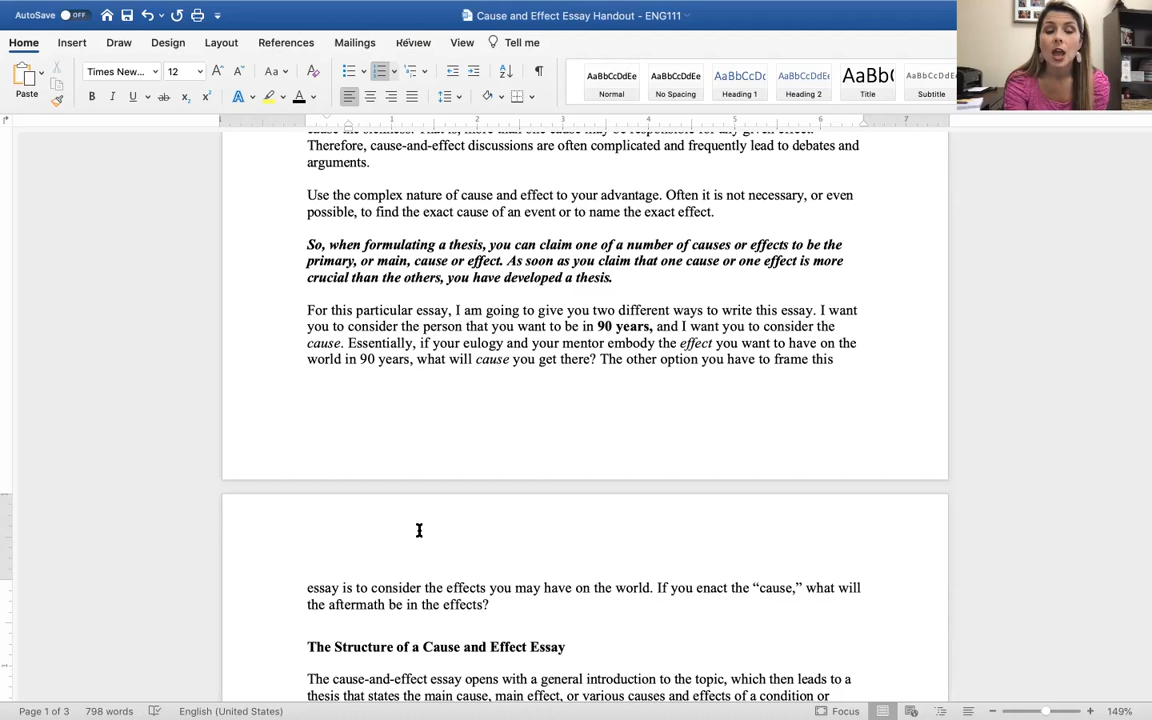 AutoSave OFF
Cause and Effect Essay Handout - ENG111
Home Insert Draw Design Layout References Mailings Review View Tell me
Times New... 12 Aa
Paste
B I U ab x₂ x² A A
AaBbCcDdEe AaBbCcDdEe AaBbCcDc AaBbCcDdEe AaBbC AaBbCcDdEe
Normal No Spacing Heading 1 Heading 2 Title Subtitle
1 2 3 4 5 6 7
Therefore, cause-and-effect discussions are often complicated and frequently lead to debates and
arguments.
Use the complex nature of cause and effect to your advantage. Often it is not necessary, or even
possible, to find the exact cause of an event or to name the exact effect.
So, when formulating a thesis, you can claim one of a number of causes or effects to be the
primary, or main, cause or effect. As soon as you claim that one cause or one effect is more
crucial than the others, you have developed a thesis.
For this particular essay, I am going to give you two different ways to write this essay. I want
you to consider the person that you want to be in 90 years, and I want you to consider the
cause. Essentially, if your eulogy and your mentor embody the effect you want to have on the
world in 90 years, what will cause you get there? The other option you have to frame this
essay is to consider the effects you may have on the world. If you enact the “cause,” what will
the aftermath be in the effects?
The Structure of a Cause and Effect Essay
The cause-and-effect essay opens with a general introduction to the topic, which then leads to a
thesis that states the main cause, main effect, or various causes and effects of a condition or
Page 1 of 3 798 words English (United States) Focus 149%